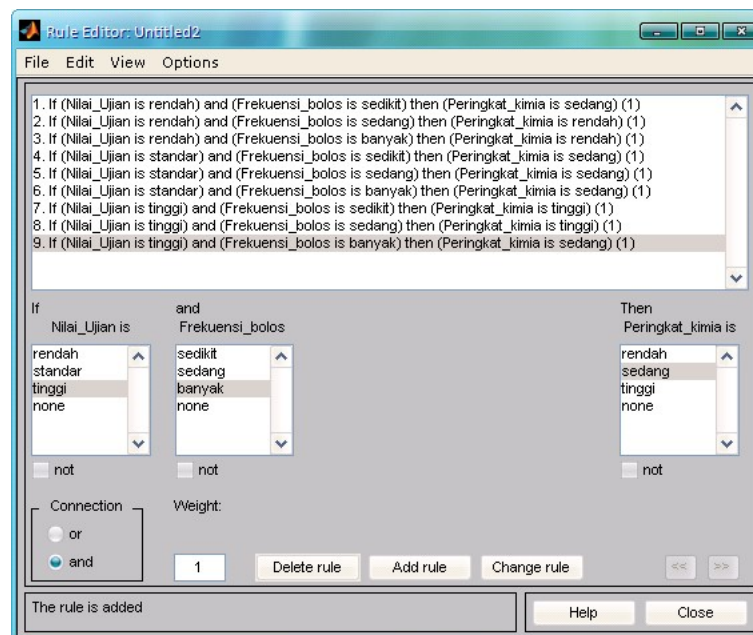 Rule Editor: Untitled2
File Edit View Options
1. If (Nilai_Ujian is rendah) and (Frekuensi_bolos is sedikit) then (Peringkat_kimia is sedang) (1)
2. If (Nilai_Ujian is rendah) and (Frekuensi_bolos is sedang) then (Peringkat_kimia is rendah) (1)
3. If (Nilai_Ujian is rendah) and (Frekuensi_bolos is banyak) then (Peringkat_kimia is rendah) (1)
4. If (Nilai_Ujian is standar) and (Frekuensi_bolos is sedikit) then (Peringkat_kimia is sedang) (1)
5. If (Nilai_Ujian is standar) and (Frekuensi_bolos is sedang) then (Peringkat_kimia is sedang) (1)
6. If (Nilai_Ujian is standar) and (Frekuensi_bolos is banyak) then (Peringkat_kimia is sedang) (1)
7. If (Nilai_Ujian is tinggi) and (Frekuensi_bolos is sedikit) then (Peringkat_kimia is tinggi) (1)
8. If (Nilai_Ujian is tinggi) and (Frekuensi_bolos is sedang) then (Peringkat_kimia is tinggi) (1)
9. If (Nilai_Ujian is tinggi) and (Frekuensi_bolos is banyak) then (Peringkat_kimia is sedang) (1)
If
Nilai_Ujian is
rendah
standar
tinggi
none
not
and
Frekuensi_bolos
sedikit
sedang
banyak
none
not
Then
Peringkat_kimia is
rendah
sedang
tinggi
none
not
Connection
or
and
Weight:
1
Delete rule
Add rule
Change rule
<<
>>
The rule is added
Help
Close